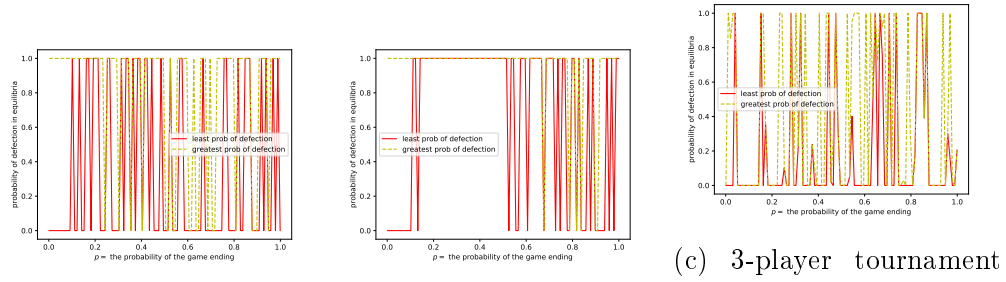 1.0
0.8
0.6
0.4
0.2
0.0
probability of defection in equilibria
least prob of defection
greatest prob of defection
0.0 0.2 0.4 0.6 0.8 1.0
p = the probability of the game ending
1.0
0.8
0.6
0.4
0.2
0.0
probability of defection in equilibria
least prob of defection
greatest prob of defection
0.0 0.2 0.4 0.6 0.8 1.0
p = the probability of the game ending
1.0
0.8
0.6
0.4
0.2
0.0
probability of defection in equilibria
least prob of defection
greatest prob of defection
0.0 0.2 0.4 0.6 0.8 1.0
p = the probability of the game ending
(c) 3-player tournament